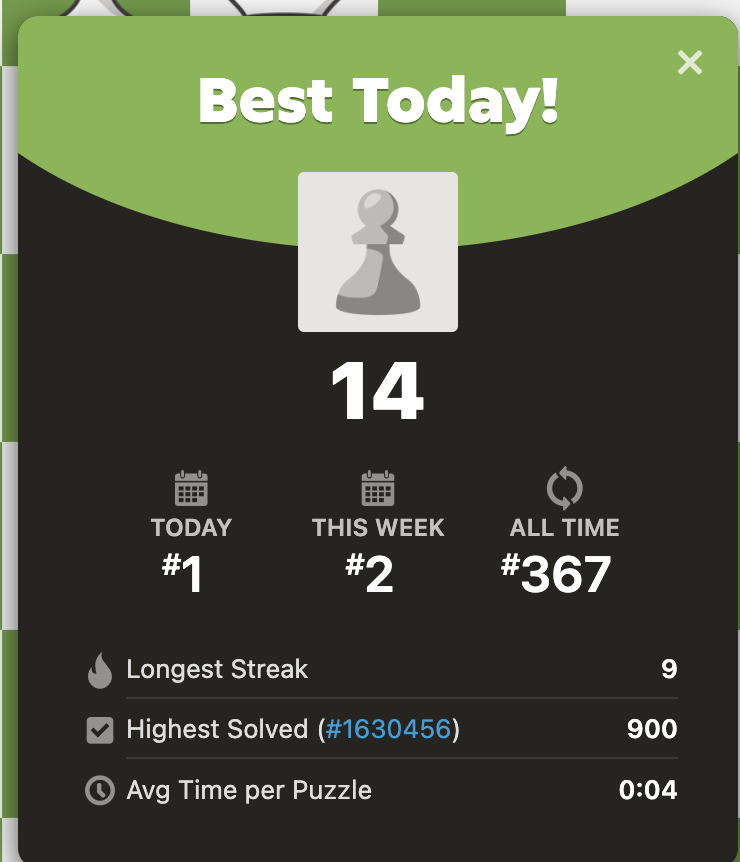 Best Today!
14
TODAY THIS WEEK ALL TIME
#1 #2 #367
Longest Streak 9
Highest Solved (#1630456) 900
Avg Time per Puzzle 0:04